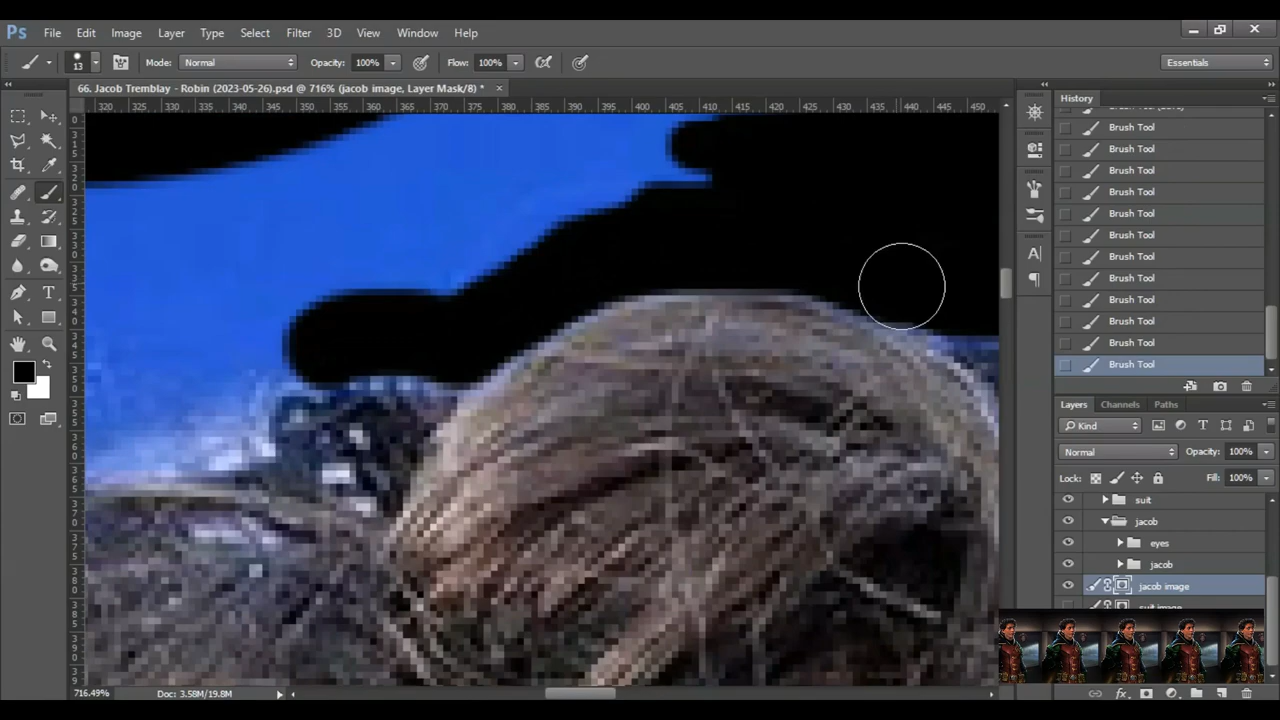 Ps File Edit Image Layer Type Select Filter 3D View Window Help
13 Mode: Normal Opacity: 100% Flow: 100% Essentials
66. Jacob Tremblay - Robin (2023-05-26).psd @ 716% (jacob image, Layer Mask/8) * ×
320 325 330 335 340 345 350 355 360 365 370 375 380 385 390 395 400 405 410 415 420 425 430 435 440 445 450
History
Brush Tool
Brush Tool
Brush Tool
Brush Tool
Brush Tool
Brush Tool
Brush Tool
Brush Tool
Brush Tool
Brush Tool
Brush Tool
Brush Tool
Layers Channels Paths
Kind
Normal Opacity: 100%
Lock: Fill: 100%
suit
jacob
eyes
jacob
jacob image
suit image
716.49% Doc: 3.58M/19.8M